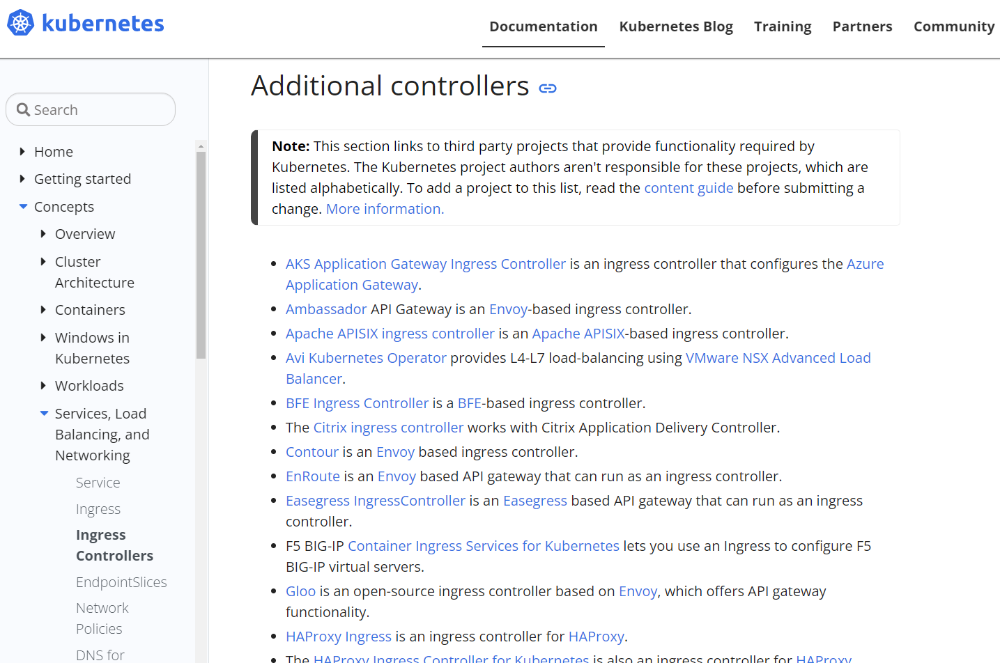 kubernetes
Documentation
Kubernetes Blog
Training
Partners
Community
Search
Home
Getting started
Concepts
Overview
Cluster
Architecture
Containers
Windows in
Kubernetes
Workloads
Services, Load
Balancing, and
Networking
Service
Ingress
Ingress
Controllers
EndpointSlices
Network
Policies
DNS for
Additional controllers
Note: This section links to third party projects that provide functionality required by
Kubernetes. The Kubernetes project authors aren't responsible for these projects, which are
listed alphabetically. To add a project to this list, read the content guide before submitting a
change. More information.
AKS Application Gateway Ingress Controller is an ingress controller that configures the Azure
Application Gateway.
Ambassador API Gateway is an Envoy-based ingress controller.
Apache APISIX ingress controller is an Apache APISIX-based ingress controller.
Avi Kubernetes Operator provides L4-L7 load-balancing using VMware NSX Advanced Load
Balancer.
BFE Ingress Controller is a BFE-based ingress controller.
The Citrix ingress controller works with Citrix Application Delivery Controller.
Contour is an Envoy based ingress controller.
EnRoute is an Envoy based API gateway that can run as an ingress controller.
Easegress IngressController is an Easegress based API gateway that can run as an ingress
controller.
F5 BIG-IP Container Ingress Services for Kubernetes lets you use an Ingress to configure F5
BIG-IP virtual servers.
Gloo is an open-source ingress controller based on Envoy, which offers API gateway
functionality.
HAProxy Ingress is an ingress controller for HAProxy.
The HAProxy Ingress Controller for Kubernetes is also an ingress controller for HAProxy